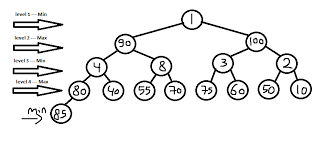 level 1 --- Min
1
level 2 --- Max
90 100
level 3 --- Min
4 8 3 2
level 4 --- Max
80 40 55 70 75 60 50 10
Min
85